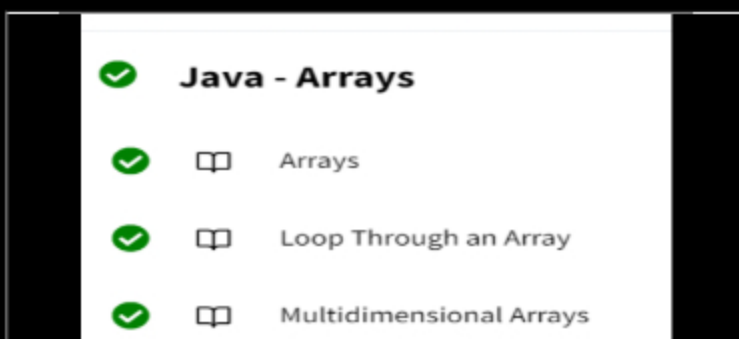 Java - Arrays
Arrays
Loop Through an Array
Multidimensional Arrays